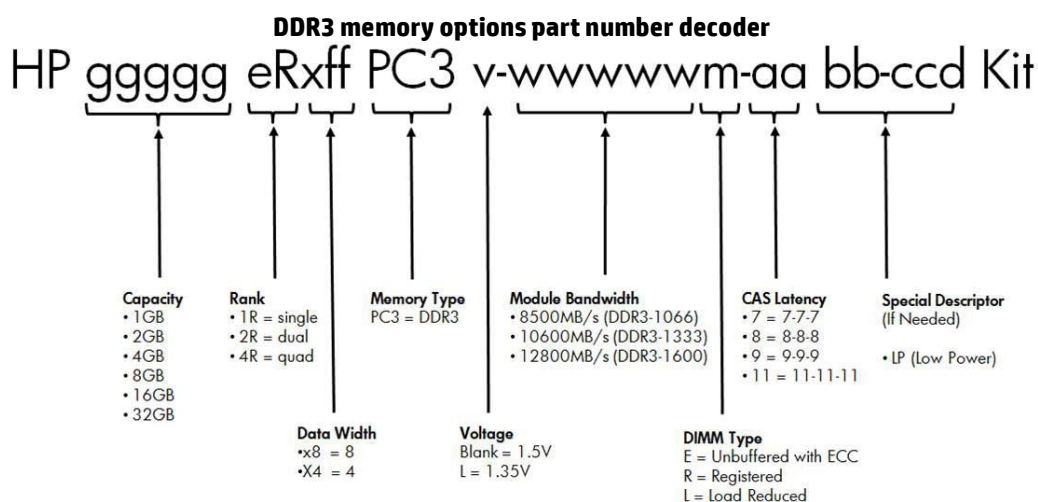 DDR3 memory options part number decoder
HP ggggg eRxff PC3 v-wwwwwm-aa bb-ccd Kit
Capacity
• 1GB
• 2GB
• 4GB
• 8GB
• 16GB
• 32GB
Rank
• 1R = single
• 2R = dual
• 4R = quad
Memory Type
PC3 = DDR3
Module Bandwidth
• 8500MB/s (DDR3-1066)
• 10600MB/s (DDR3-1333)
• 12800MB/s (DDR3-1600)
CAS Latency
• 7 = 7-7-7
• 8 = 8-8-8
• 9 = 9-9-9
• 11 = 11-11-11
Special Descriptor
(If Needed)
• LP (Low Power)
Data Width
•x8 = 8
•X4 = 4
Voltage
Blank = 1.5V
L = 1.35V
DIMM Type
E = Unbuffered with ECC
R = Registered
L = Load Reduced